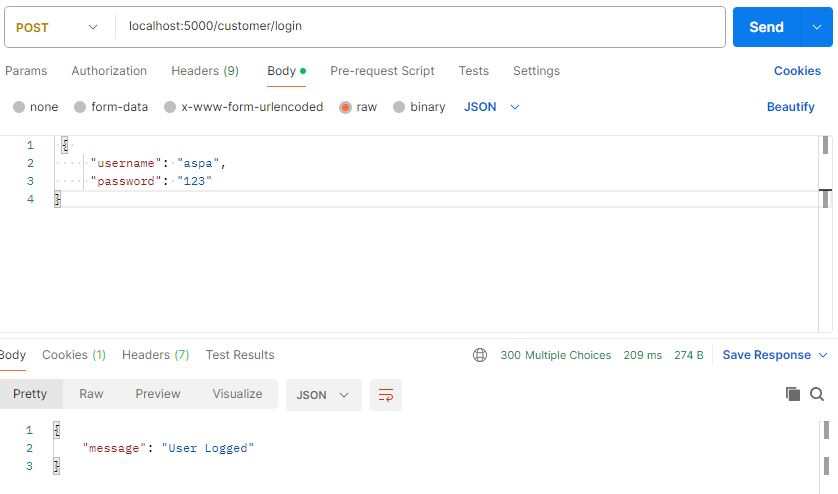 POST localhost:5000/customer/login Send
Params Authorization Headers (9) Body Pre-request Script Tests Settings Cookies
none form-data x-www-form-urlencoded raw binary JSON Beautify
1 {
2 "username": "aspa",
3 "password": "123"
4 }
Body Cookies (1) Headers (7) Test Results 300 Multiple Choices 209 ms 274 B Save Response
Pretty Raw Preview Visualize JSON
1 {
2 "message": "User Logged"
3 }